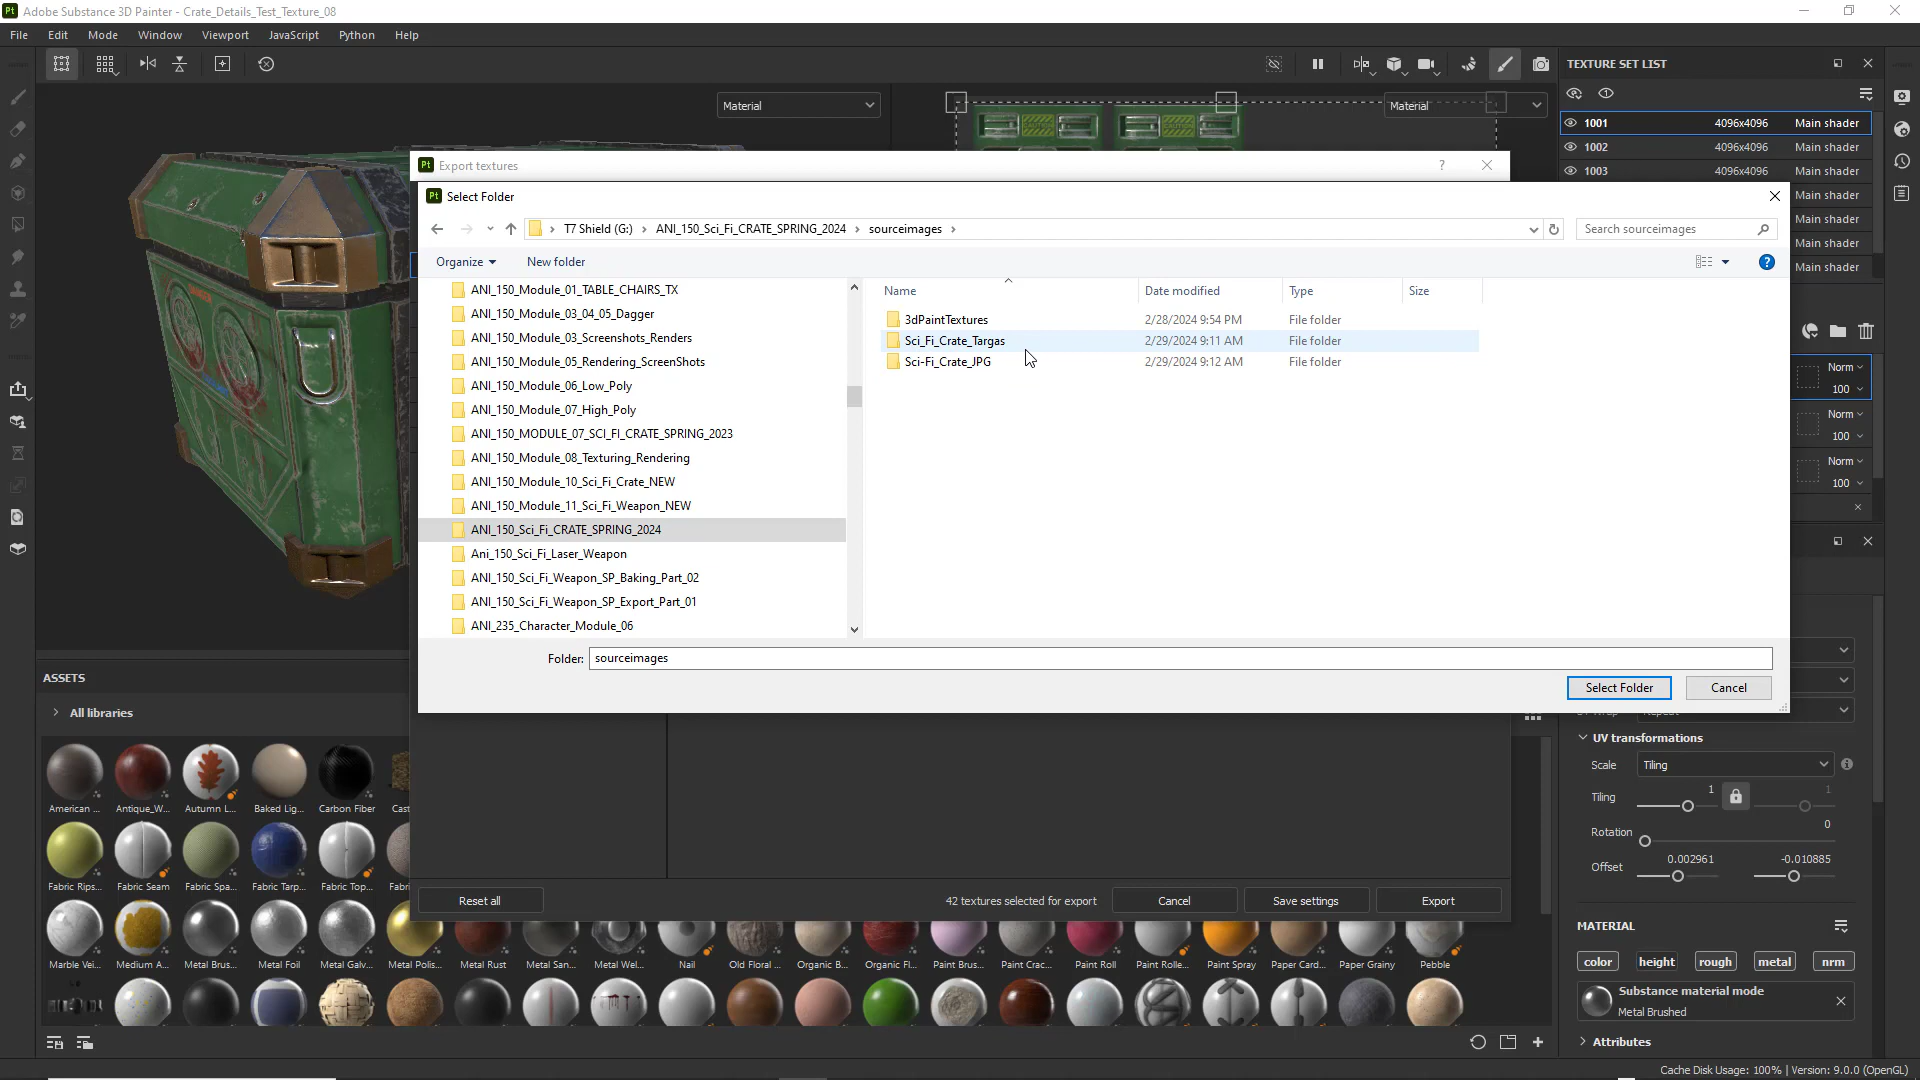 Pt Adobe Substance 3D Painter - Crate_Details_Test_Texture_08
File Edit Mode Window Viewport JavaScript Python Help
Material
Material
TEXTURE SET LIST
1001 4096x4096 Main shader
1002 4096x4096 Main shader
1003 4096x4096 Main shader
Main shader
Main shader
Main shader
Main shader
Pt Export textures ?
Pt Select Folder
T7 Shield (G:) ANI_150_Sci_Fi_CRATE_SPRING_2024 sourceimages
Search sourceimages
Organize New folder
Name Date modified Type Size
3dPaintTextures 2/28/2024 9:54 PM File folder
Sci_Fi_Crate_Targas 2/29/2024 9:11 AM File folder
Sci-Fi_Crate_JPG 2/29/2024 9:12 AM File folder
ANI_150_Module_01_TABLE_CHAIRS_TX
ANI_150_Module_03_04_05_Dagger
ANI_150_Module_03_Screenshots_Renders
ANI_150_Module_05_Rendering_ScreenShots
ANI_150_Module_06_Low_Poly
ANI_150_Module_07_High_Poly
ANI_150_MODULE_07_SCI_FI_CRATE_SPRING_2023
ANI_150_Module_08_Texturing_Rendering
ANI_150_Module_10_Sci_Fi_Crate_NEW
ANI_150_Module_11_Sci_Fi_Weapon_NEW
ANI_150_Sci_Fi_CRATE_SPRING_2024
Ani_150_Sci_Fi_Laser_Weapon
ANI_150_Sci_Fi_Weapon_SP_Baking_Part_02
ANI_150_Sci_Fi_Weapon_SP_Export_Part_01
ANI_235_Character_Module_06
Folder: sourceimages
Select Folder Cancel
Norm
100
Norm
100
Norm
100
Repeat
UV transformations
Scale Tiling
Tiling 1 1
Rotation 0
Offset 0.002961 -0.010885
MATERIAL
color height rough metal nrm
Substance material mode
Metal Brushed
Attributes
Reset all 42 textures selected for export Cancel Save settings Export
ASSETS
All libraries
American ... Antique_W... Autumn L... Baked Lig... Carbon Fiber Cast
Fabric Rips... Fabric Seam Fabric Spa... Fabric Tarp... Fabric Top... Fabri
Marble Vei... Medium A... Metal Brus... Metal Foil Metal Galv... Metal Polis... Metal Rust Metal San... Metal Wel... Nail Old Floral ... Organic B... Organic Fl... Paint Brus... Paint Crac... Paint Roll Paint Rolle... Paint Spray Paper Card... Paper Grainy Pebble
Cache Disk Usage: 100% | Version: 9.0.0 (OpenGL)